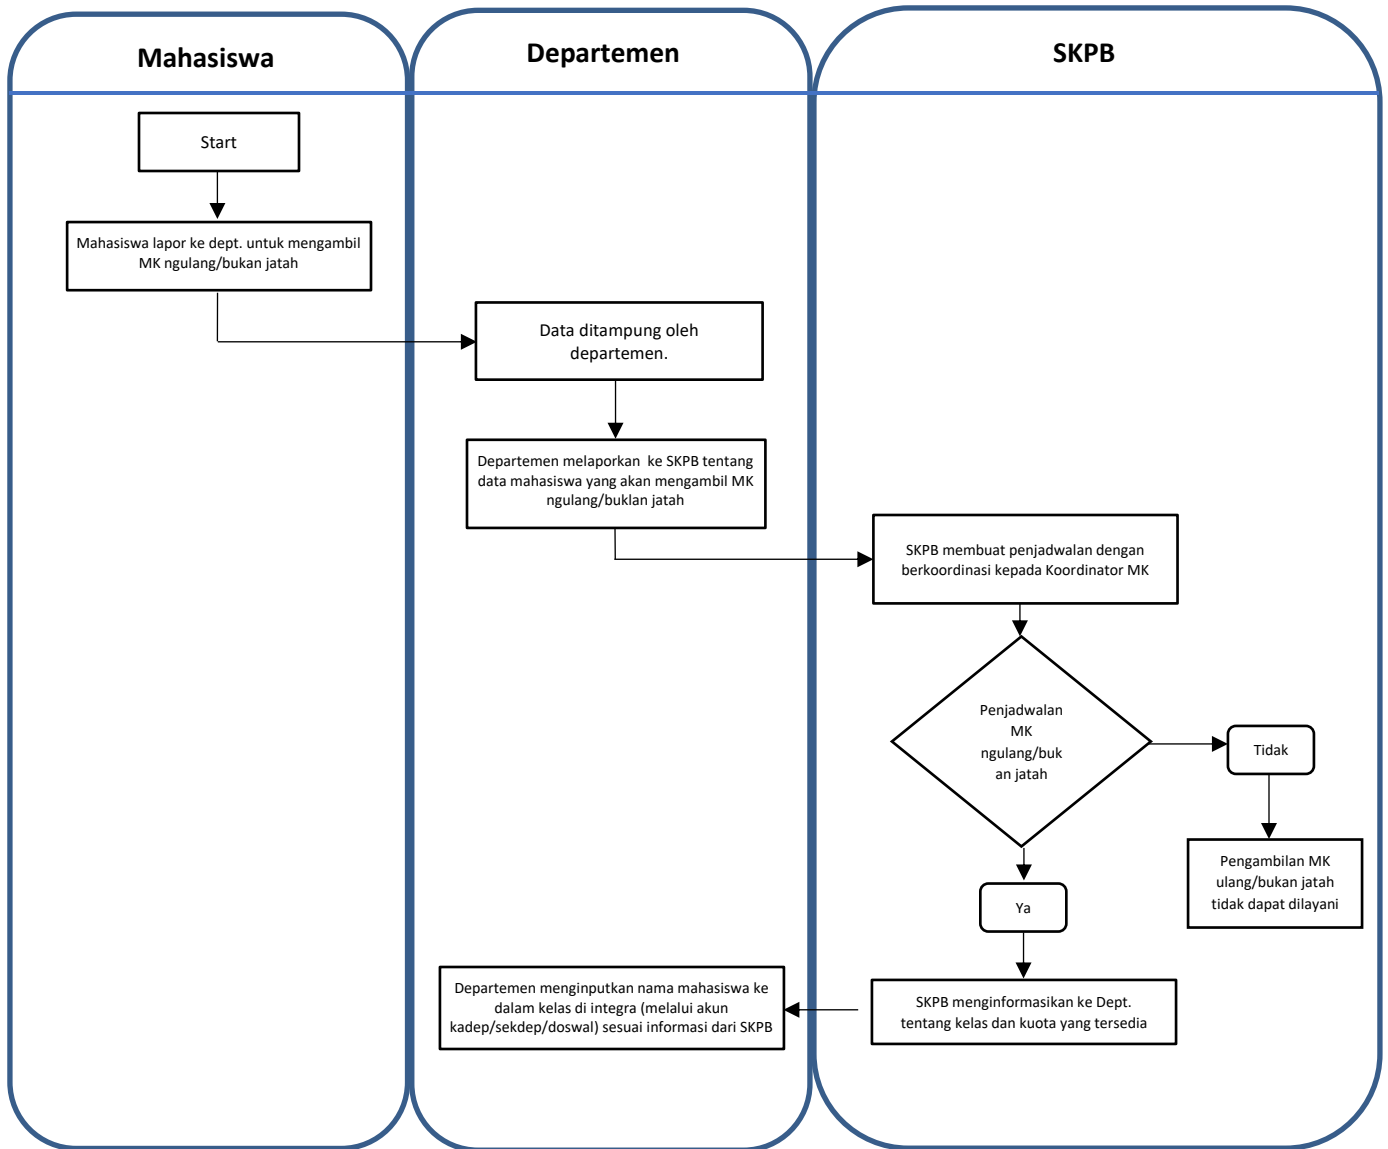 Mahasiswa
Departemen
SKPB
Start
Mahasiswa lapor ke dept. untuk mengambil
MK ngulang/bukan jatah
Data ditampung oleh
departemen.
Departemen melaporkan  ke SKPB tentang
data mahasiswa yang akan mengambil MK
ngulang/buklan jatah
SKPB membuat penjadwalan dengan
berkoordinasi kepada Koordinator MK
Penjadwalan
MK
ngulang/buk
an jatah
Tidak
Pengambilan MK
ulang/bukan jatah
tidak dapat dilayani
Ya
SKPB menginformasikan ke Dept.
tentang kelas dan kuota yang tersedia
Departemen menginputkan nama mahasiswa ke
dalam kelas di integra (melalui akun
kadep/sekdep/doswal) sesuai informasi dari SKPB